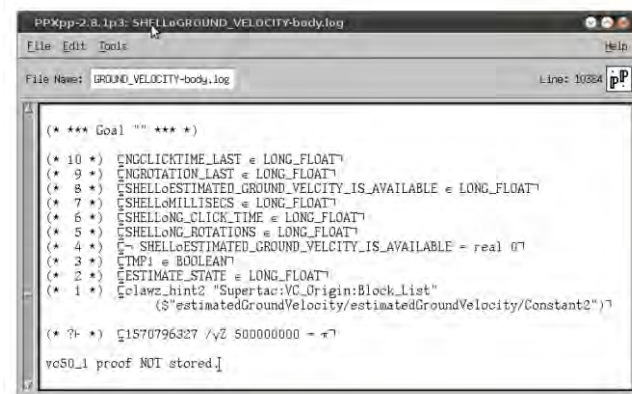 PPXpp-2.8.1p3: SHELLoGROUND_VELOCITY-body.log
File Edit Tools Help
File Name: GROUND_VELOCITY-body.log Line: 10384 pP
(* *** Goal "" *** *)
(* 10 *) ⌜NGCLICKTIME_LAST ∈ LONG_FLOAT⌝
(* 9 *) ⌜NGROTATION_LAST ∈ LONG_FLOAT⌝
(* 8 *) ⌜SHELLoESTIMATED_GROUND_VELCITY_IS_AVAILABLE ∈ LONG_FLOAT⌝
(* 7 *) ⌜SHELLoMILLISECS ∈ LONG_FLOAT⌝
(* 6 *) ⌜SHELLoNG_CLICK_TIME ∈ LONG_FLOAT⌝
(* 5 *) ⌜SHELLoNG_ROTATIONS ∈ LONG_FLOAT⌝
(* 4 *) ⌜¬ SHELLoESTIMATED_GROUND_VELCITY_IS_AVAILABLE = real 0⌝
(* 3 *) ⌜TMP1 ∈ BOOLEAN⌝
(* 2 *) ⌜ESTIMATE_STATE ∈ LONG_FLOAT⌝
(* 1 *) ⌜clawz_hint2 "Supertac:VC_Origin:Block_List"
($"estimatedGroundVelocity/estimatedGroundVelocity/Constant2")⌝
(* ?⊢ *) ⌜1570796327 / 500000000 = π⌝
vc50_1 proof NOT stored.